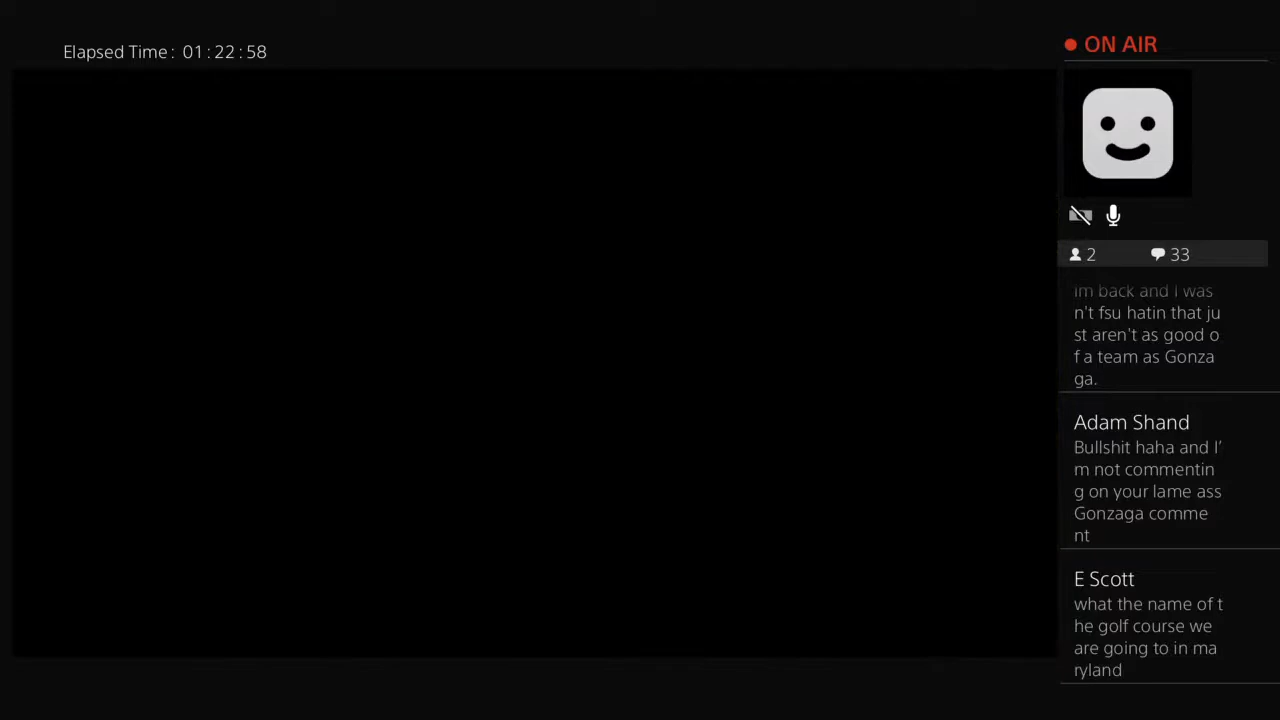 Elapsed Time: 01:22:58
ON AIR
2 33
im back and I was
n't fsu hatin that ju
st aren't as good o
f a team as Gonza
ga.
Adam Shand
Bullshit haha and I’
m not commentin
g on your lame ass
Gonzaga comme
nt
E Scott
what the name of t
he golf course we
are going to in ma
ryland